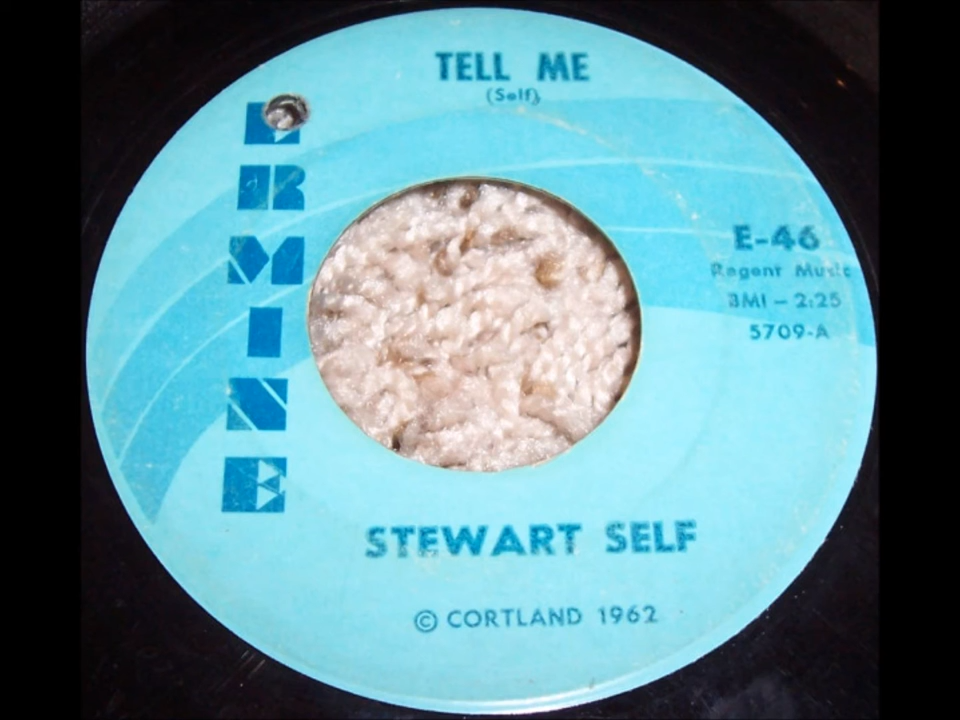 TELL ME
(Self)
ERMINE
E-46
Regent Music
BMI - 2:25
5709-A
STEWART SELF
© CORTLAND 1962